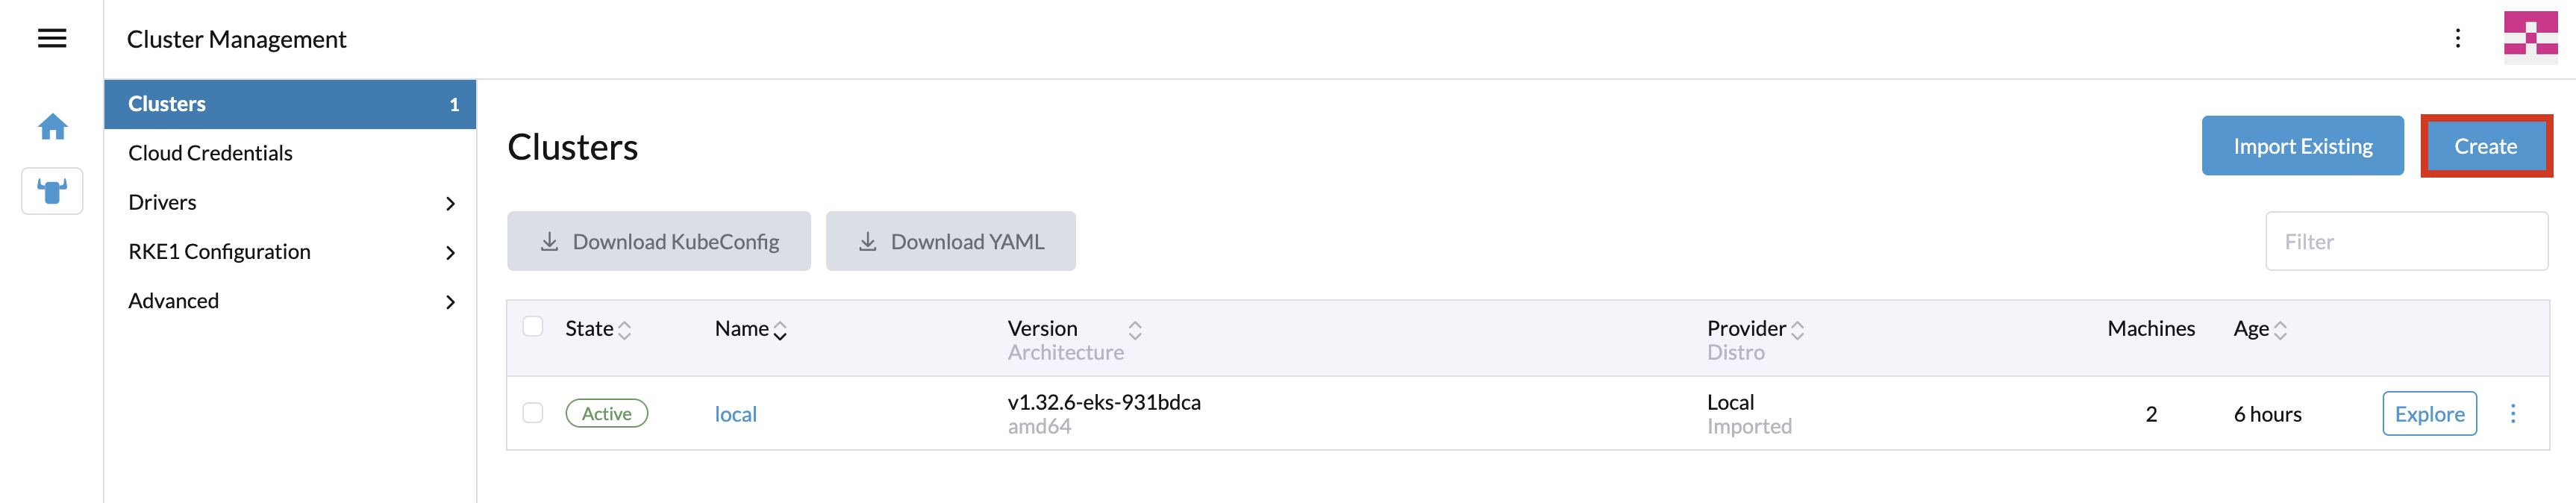 Cluster Management
Clusters 1
Cloud Credentials
Drivers
RKE1 Configuration
Advanced
Clusters
Import Existing
Create
Download KubeConfig
Download YAML
Filter
State Name Version Provider Machines Age
Architecture Distro
Active local v1.32.6-eks-931bdca Local 2 6 hours Explore
amd64 Imported